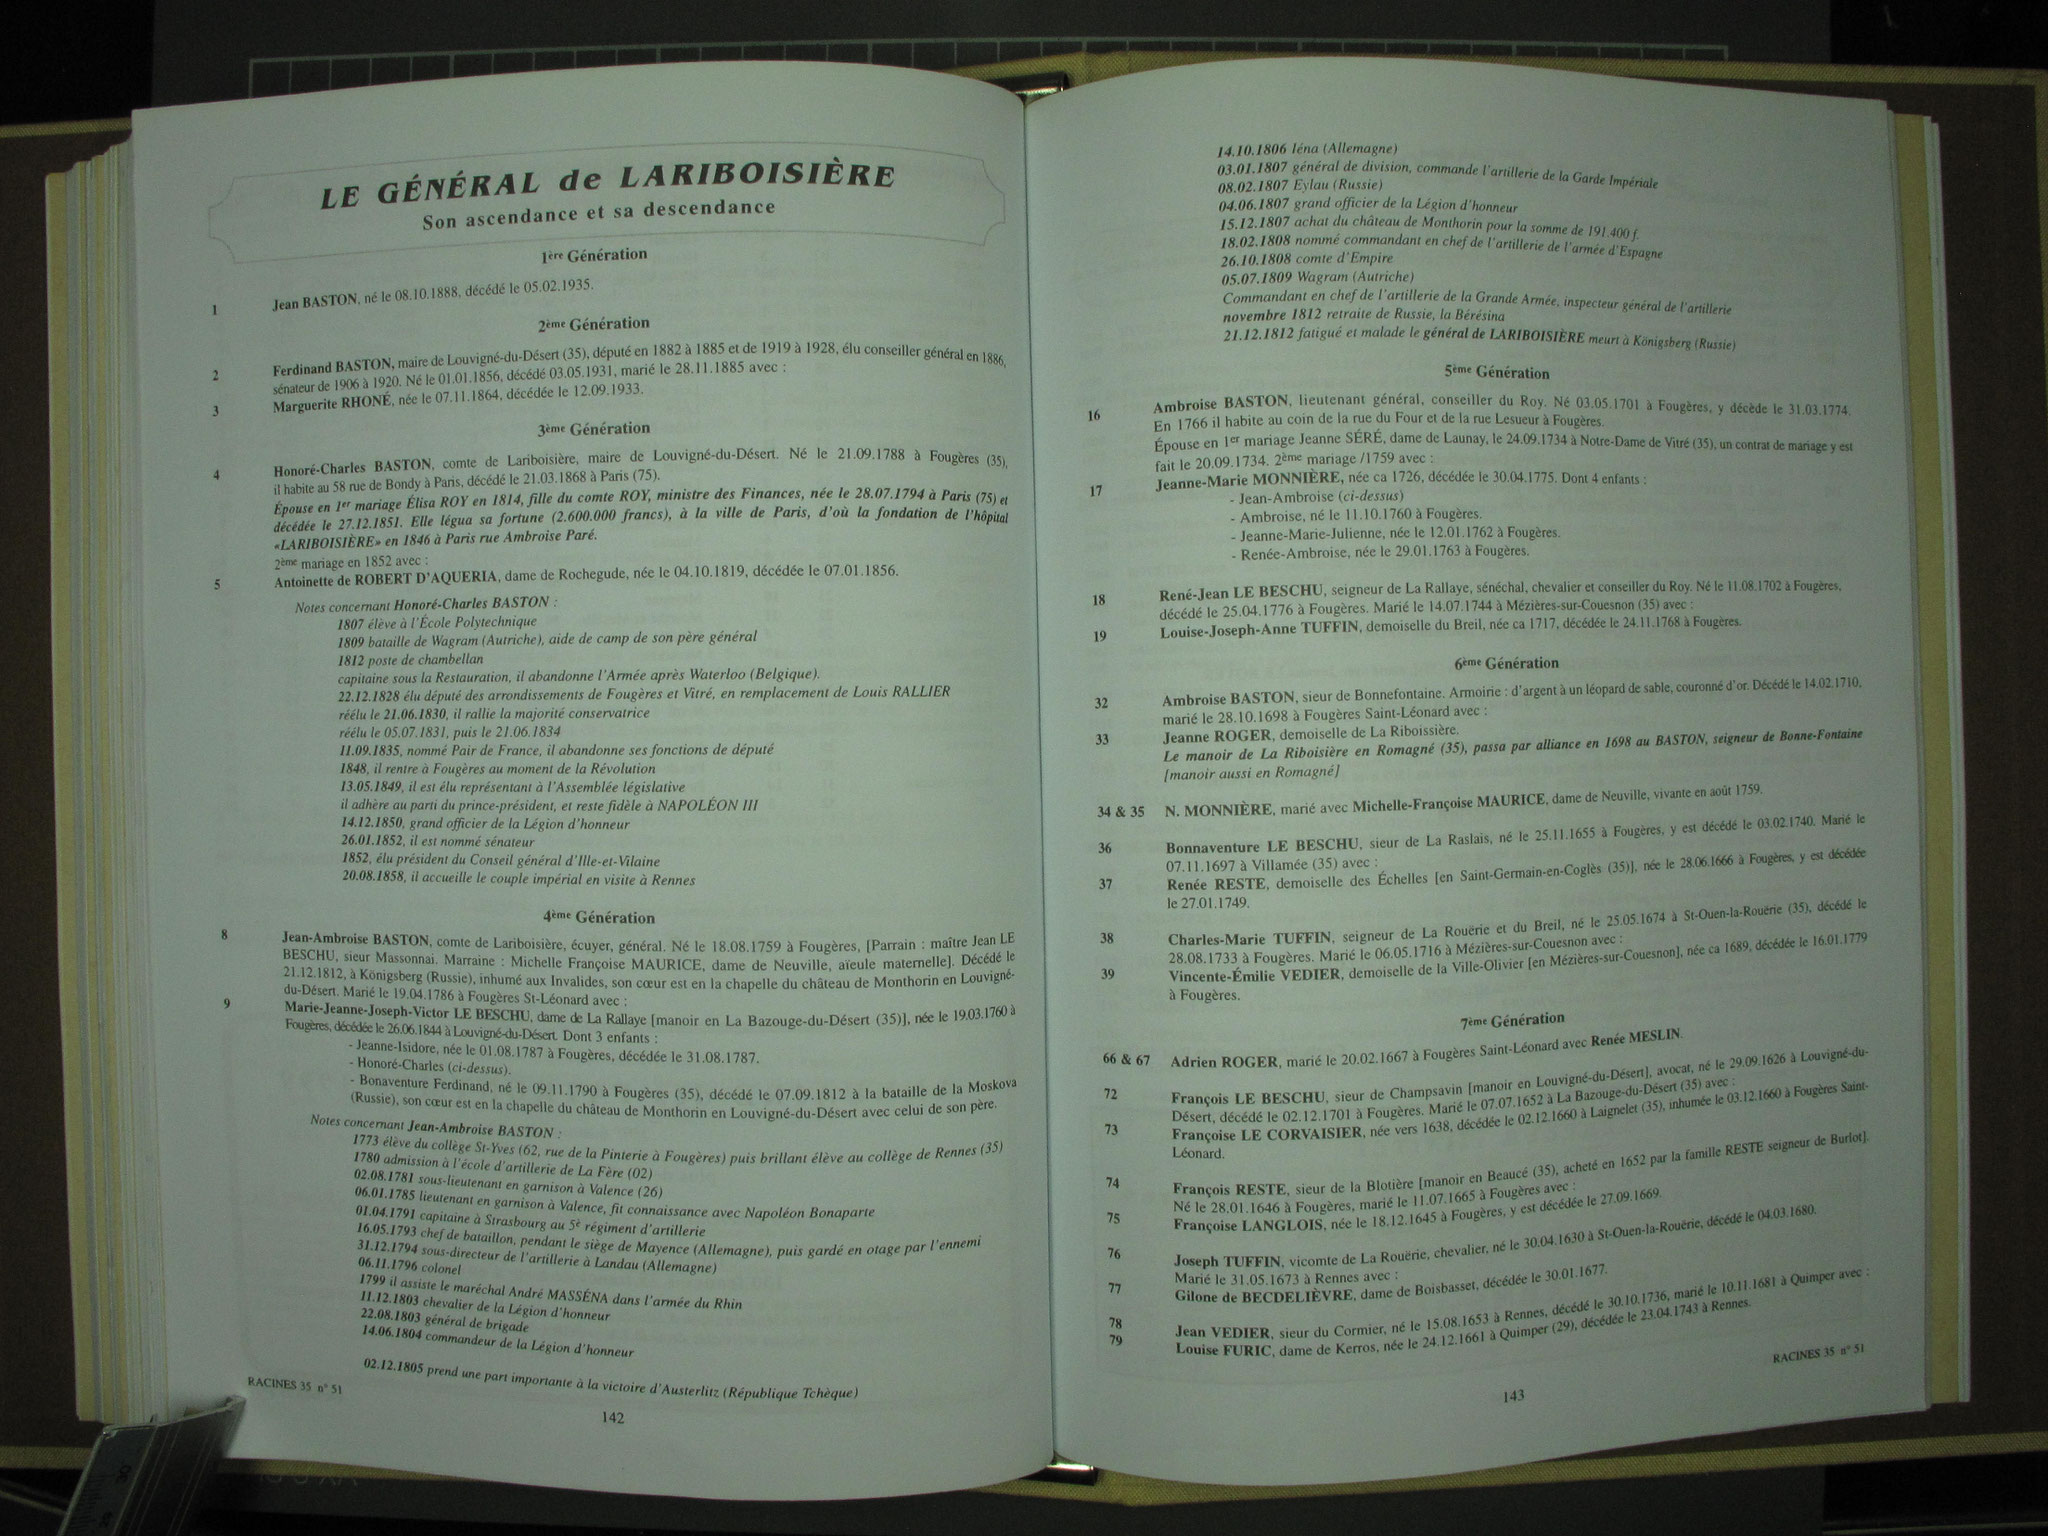 LE GÉNÉRAL de LARIBOISIÈRE
Son ascendance et sa descendance
1ère Génération
1 Jean BASTON, né le 08.10.1888, décédé le 05.02.1935.
2ème Génération
2 Ferdinand BASTON, maire de Louvigné-du-Désert (35), député en 1882 à 1885 et de 1919 à 1928, élu conseiller général en 1886,
sénateur de 1906 à 1920. Né le 01.01.1856, décédé 03.05.1931, marié le 28.11.1885 avec :
3 Marguerite RHONÉ, née le 07.11.1864, décédée le 12.09.1933.
3ème Génération
4 Honoré-Charles BASTON, comte de Lariboisière, maire de Louvigné-du-Désert. Né le 21.09.1788 à Fougères (35),
il habite au 58 rue de Bondy à Paris, décédé le 21.03.1868 à Paris (75).
Épouse en 1er mariage Élisa ROY en 1814, fille du comte ROY, ministre des Finances, née le 28.07.1794 à Paris (75) et
décédée le 27.12.1851. Elle légua sa fortune (2.600.000 francs), à la ville de Paris, d'où la fondation de l'hôpital
«LARIBOISIÈRE» en 1846 à Paris rue Ambroise Paré.
2ème mariage en 1852 avec :
5 Antoinette de ROBERT D'AQUERIA, dame de Rochegude, née le 04.10.1819, décédée le 07.01.1856.
Notes concernant Honoré-Charles BASTON :
1807 élève à l'École Polytechnique
1809 bataille de Wagram (Autriche), aide de camp de son père général
1812 poste de chambellan
capitaine sous la Restauration, il abandonne l'Armée après Waterloo (Belgique).
22.12.1828 élu député des arrondissements de Fougères et Vitré, en remplacement de Louis RALLIER
réélu le 21.06.1830, il rallie la majorité conservatrice
réélu le 05.07.1831, puis le 21.06.1834
11.09.1835, nommé Pair de France, il abandonne ses fonctions de député
1848, il rentre à Fougères au moment de la Révolution
13.05.1849, il est élu représentant à l'Assemblée législative
il adhère au parti du prince-président, et reste fidèle à NAPOLÉON III
14.12.1850, grand officier de la Légion d'honneur
26.01.1852, il est nommé sénateur
1852, élu président du Conseil général d'Ille-et-Vilaine
20.08.1858, il accueille le couple impérial en visite à Rennes
4ème Génération
8 Jean-Ambroise BASTON, comte de Lariboisière, écuyer, général. Né le 18.08.1759 à Fougères, [Parrain : maître Jean LE
BESCHU, sieur Massonnai. Marraine : Michelle Françoise MAURICE, dame de Neuville, aïeule maternelle]. Décédé le
21.12.1812, à Königsberg (Russie), inhumé aux Invalides, son cœur est en la chapelle du château de Monthorin en Louvigné-
du-Désert. Marié le 19.04.1786 à Fougères St-Léonard avec :
9 Marie-Jeanne-Joseph-Victor LE BESCHU, dame de La Rallaye [manoir en La Bazouge-du-Désert (35)], née le 19.03.1760 à
Fougères, décédée le 26.06.1844 à Louvigné-du-Désert. Dont 3 enfants :
- Jeanne-Isidore, née le 01.08.1787 à Fougères, décédée le 31.08.1787.
- Honoré-Charles (ci-dessus).
- Bonaventure Ferdinand, né le 09.11.1790 à Fougères (35), décédé le 07.09.1812 à la bataille de la Moskova
(Russie), son cœur est en la chapelle du château de Monthorin en Louvigné-du-Désert avec celui de son père.
Notes concernant Jean-Ambroise BASTON :
1773 élève du collège St-Yves (62, rue de la Pinterie à Fougères) puis brillant élève au collège de Rennes (35)
1780 admission à l'école d'artillerie de La Fère (02)
02.08.1781 sous-lieutenant en garnison à Valence (26)
06.01.1785 lieutenant en garnison à Valence, fit connaissance avec Napoléon Bonaparte
01.04.1791 capitaine à Strasbourg au 5è régiment d'artillerie
16.05.1793 chef de bataillon, pendant le siège de Mayence (Allemagne), puis gardé en otage par l'ennemi
31.12.1794 sous-directeur de l'artillerie à Landau (Allemagne)
06.11.1796 colonel
1799 il assiste le maréchal André MASSÉNA dans l'armée du Rhin
11.12.1803 chevalier de la Légion d'honneur
22.08.1803 général de brigade
14.06.1804 commandeur de la Légion d'honneur
02.12.1805 prend une part importante à la victoire d'Austerlitz (République Tchèque)
RACINES 35 n° 51
142
14.10.1806 Iéna (Allemagne)
03.01.1807 général de division, commande l'artillerie de la Garde Impériale
08.02.1807 Eylau (Russie)
04.06.1807 grand officier de la Légion d'honneur
15.12.1807 achat du château de Monthorin pour la somme de 191.400 f.
18.02.1808 nommé commandant en chef de l'artillerie de l'armée d'Espagne
26.10.1808 comte d'Empire
05.07.1809 Wagram (Autriche)
Commandant en chef de l'artillerie de la Grande Armée, inspecteur général de l'artillerie
novembre 1812 retraite de Russie, la Bérésina
21.12.1812 fatigué et malade le général de LARIBOISIÈRE meurt à Königsberg (Russie)
5ème Génération
16 Ambroise BASTON, lieutenant général, conseiller du Roy. Né 03.05.1701 à Fougères, y décède le 31.03.1774.
En 1766 il habite au coin de la rue du Four et de la rue Lesueur à Fougères.
Épouse en 1er mariage Jeanne SÉRÉ, dame de Launay, le 24.09.1734 à Notre-Dame de Vitré (35), un contrat de mariage y est
fait le 20.09.1734. 2ème mariage /1759 avec :
17 Jeanne-Marie MONNIÈRE, née ca 1726, décédée le 30.04.1775. Dont 4 enfants :
- Jean-Ambroise (ci-dessus)
- Ambroise, né le 11.10.1760 à Fougères.
- Jeanne-Marie-Julienne, née le 12.01.1762 à Fougères.
- Renée-Ambroise, née le 29.01.1763 à Fougères.
18 René-Jean LE BESCHU, seigneur de La Rallaye, sénéchal, chevalier et conseiller du Roy. Né le 11.08.1702 à Fougères,
décédé le 25.04.1776 à Fougères. Marié le 14.07.1744 à Mézières-sur-Couesnon (35) avec :
19 Louise-Joseph-Anne TUFFIN, demoiselle du Breil, née ca 1717, décédée le 24.11.1768 à Fougères.
6ème Génération
32 Ambroise BASTON, sieur de Bonnefontaine. Armoirie : d'argent à un léopard de sable, couronné d'or. Décédé le 14.02.1710,
marié le 28.10.1698 à Fougères Saint-Léonard avec :
33 Jeanne ROGER, demoiselle de La Riboissière.
Le manoir de La Riboisière en Romagné (35), passa par alliance en 1698 au BASTON, seigneur de Bonne-Fontaine
[manoir aussi en Romagné]
34 & 35 N. MONNIÈRE, marié avec Michelle-Françoise MAURICE, dame de Neuville, vivante en août 1759.
36 Bonnaventure LE BESCHU, sieur de La Raslais, né le 25.11.1655 à Fougères, y est décédé le 03.02.1740. Marié le
07.11.1697 à Villamée (35) avec :
37 Renée RESTE, demoiselle des Échelles [en Saint-Germain-en-Coglès (35)], née le 28.06.1666 à Fougères, y est décédée
le 27.01.1749.
38 Charles-Marie TUFFIN, seigneur de La Rouërie et du Breil, né le 25.05.1674 à St-Ouen-la-Rouërie (35), décédé le
28.08.1733 à Fougères. Marié le 06.05.1716 à Mézières-sur-Couesnon avec :
39 Vincente-Émilie VEDIER, demoiselle de la Ville-Olivier [en Mézières-sur-Couesnon], née ca 1689, décédée le 16.01.1779
à Fougères.
7ème Génération
66 & 67 Adrien ROGER, marié le 20.02.1667 à Fougères Saint-Léonard avec Renée MESLIN.
72 François LE BESCHU, sieur de Champsavin [manoir en Louvigné-du-Désert], avocat, né le 29.09.1626 à Louvigné-du-
Désert, décédé le 02.12.1701 à Fougères. Marié le 07.07.1652 à La Bazouge-du-Désert (35) avec :
73 Françoise LE CORVAISIER, née vers 1638, décédée le 02.12.1660 à Laignelet (35), inhumée le 03.12.1660 à Fougères Saint-
Léonard.
74 François RESTE, sieur de la Blotière [manoir en Beaucé (35), acheté en 1652 par la famille RESTE seigneur de Burlot].
Né le 28.01.1646 à Fougères, marié le 11.07.1665 à Fougères avec :
75 Françoise LANGLOIS, née le 18.12.1645 à Fougères, y est décédée le 27.09.1669.
76 Joseph TUFFIN, vicomte de La Rouërie, chevalier, né le 30.04.1630 à St-Ouen-la-Rouërie, décédé le 04.03.1680.
Marié le 31.05.1673 à Rennes avec :
77 Gilone de BECDELIÈVRE, dame de Boisbasset, décédée le 30.01.1677.
78 Jean VEDIER, sieur du Cormier, né le 15.08.1653 à Rennes, décédé le 30.10.1736, marié le 10.11.1681 à Quimper avec :
79 Louise FURIC, dame de Kerros, née le 24.12.1661 à Quimper (29), décédée le 23.04.1743 à Rennes.
RACINES 35 n° 51
143